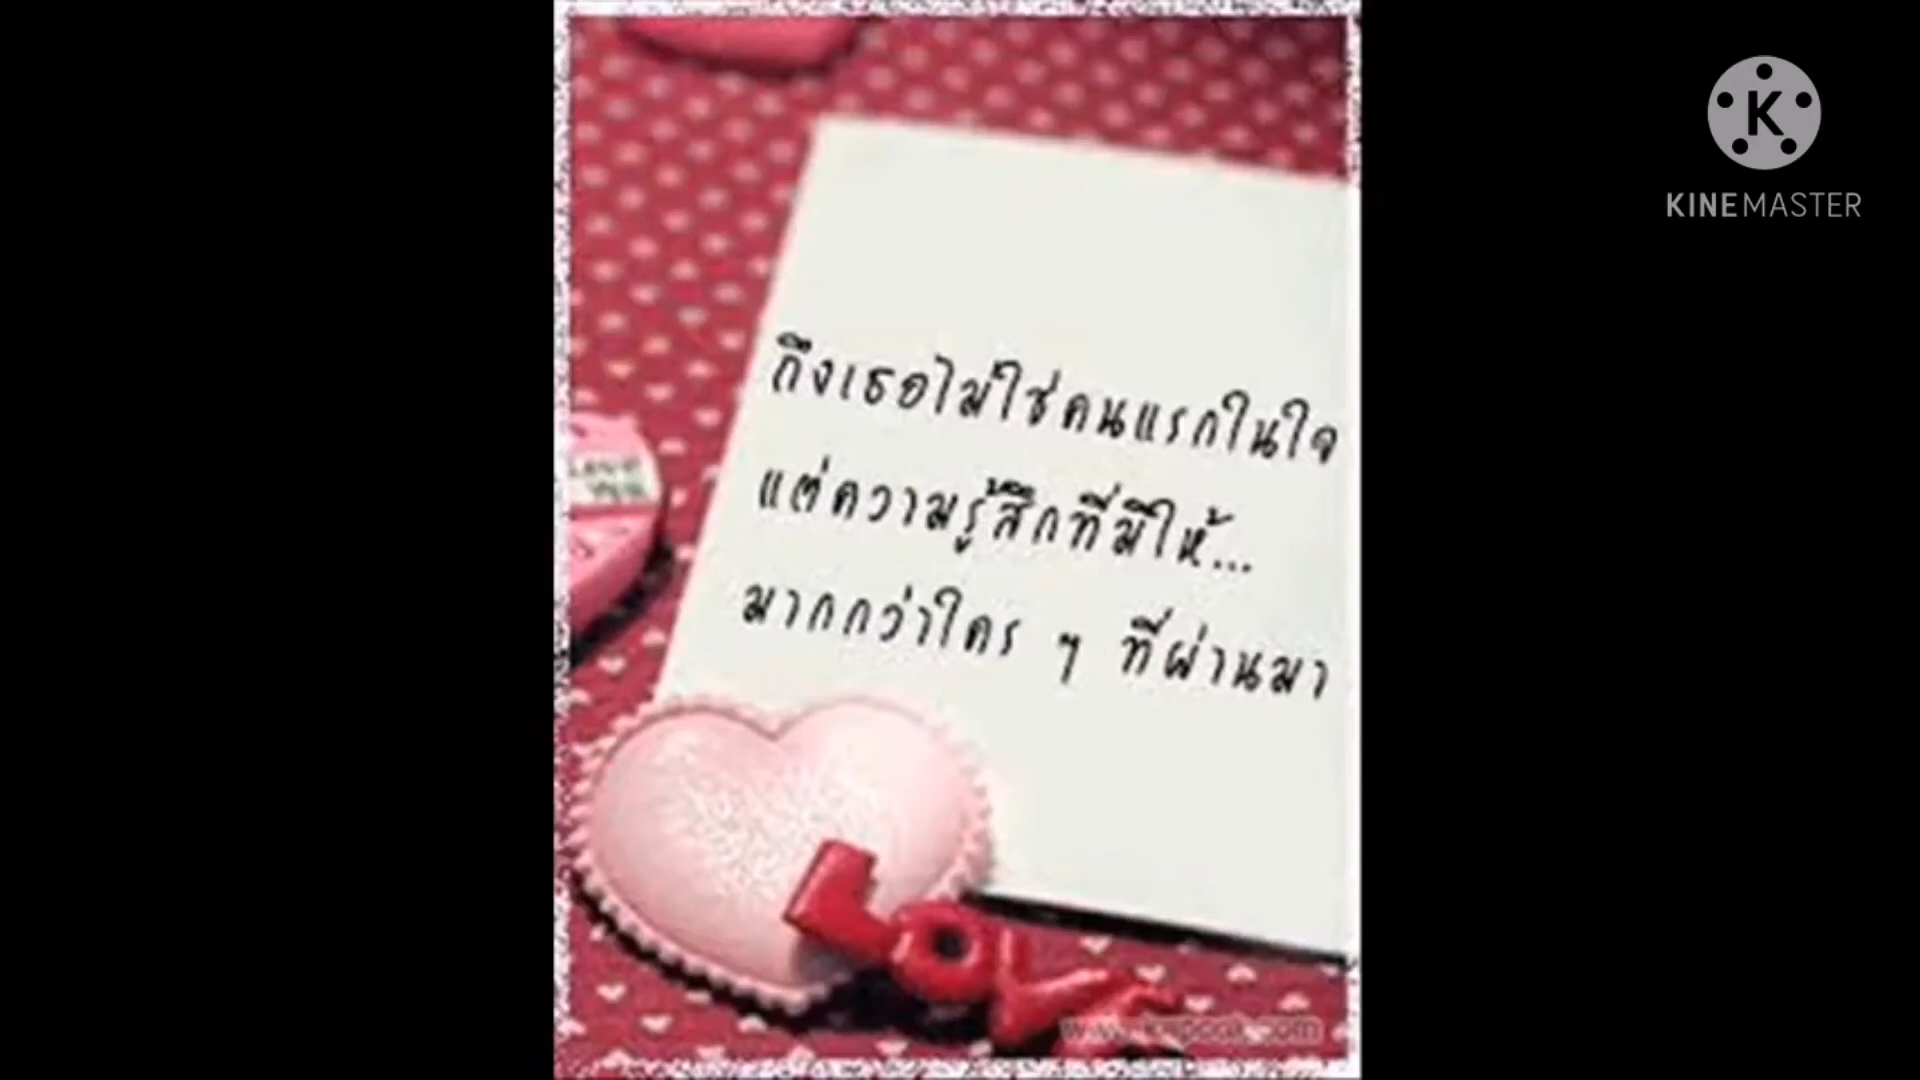 KINEMASTER
ถึงเธอไม่ใช่คนแรกในใจ
แต่ความรู้สึกที่มีให้...
มากกว่าใคร ๆ ที่ผ่านมา
LOVE